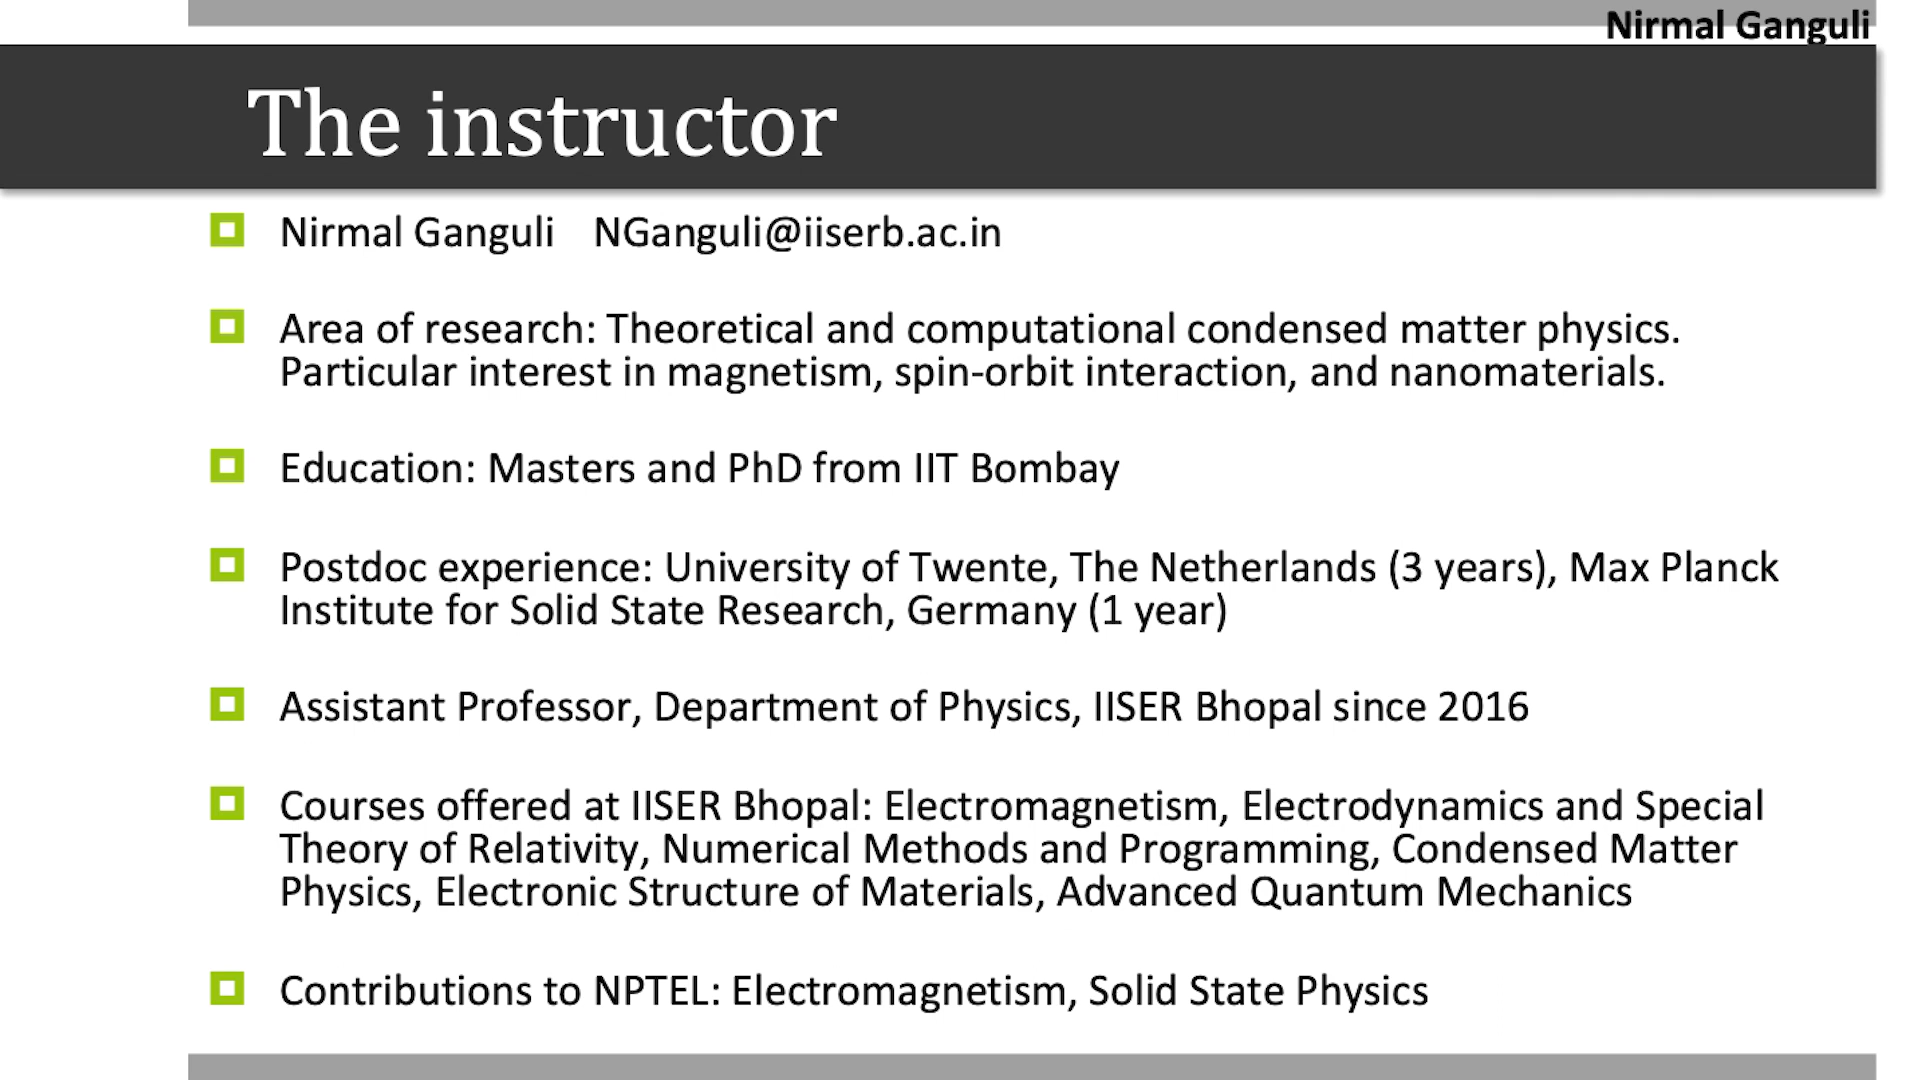 Nirmal Ganguli
The instructor
Nirmal Ganguli NGanguli@iiserb.ac.in
Area of research: Theoretical and computational condensed matter physics.
Particular interest in magnetism, spin-orbit interaction, and nanomaterials.
Education: Masters and PhD from IIT Bombay
Postdoc experience: University of Twente, The Netherlands (3 years), Max Planck
Institute for Solid State Research, Germany (1 year)
Assistant Professor, Department of Physics, IISER Bhopal since 2016
Courses offered at IISER Bhopal: Electromagnetism, Electrodynamics and Special
Theory of Relativity, Numerical Methods and Programming, Condensed Matter
Physics, Electronic Structure of Materials, Advanced Quantum Mechanics
Contributions to NPTEL: Electromagnetism, Solid State Physics